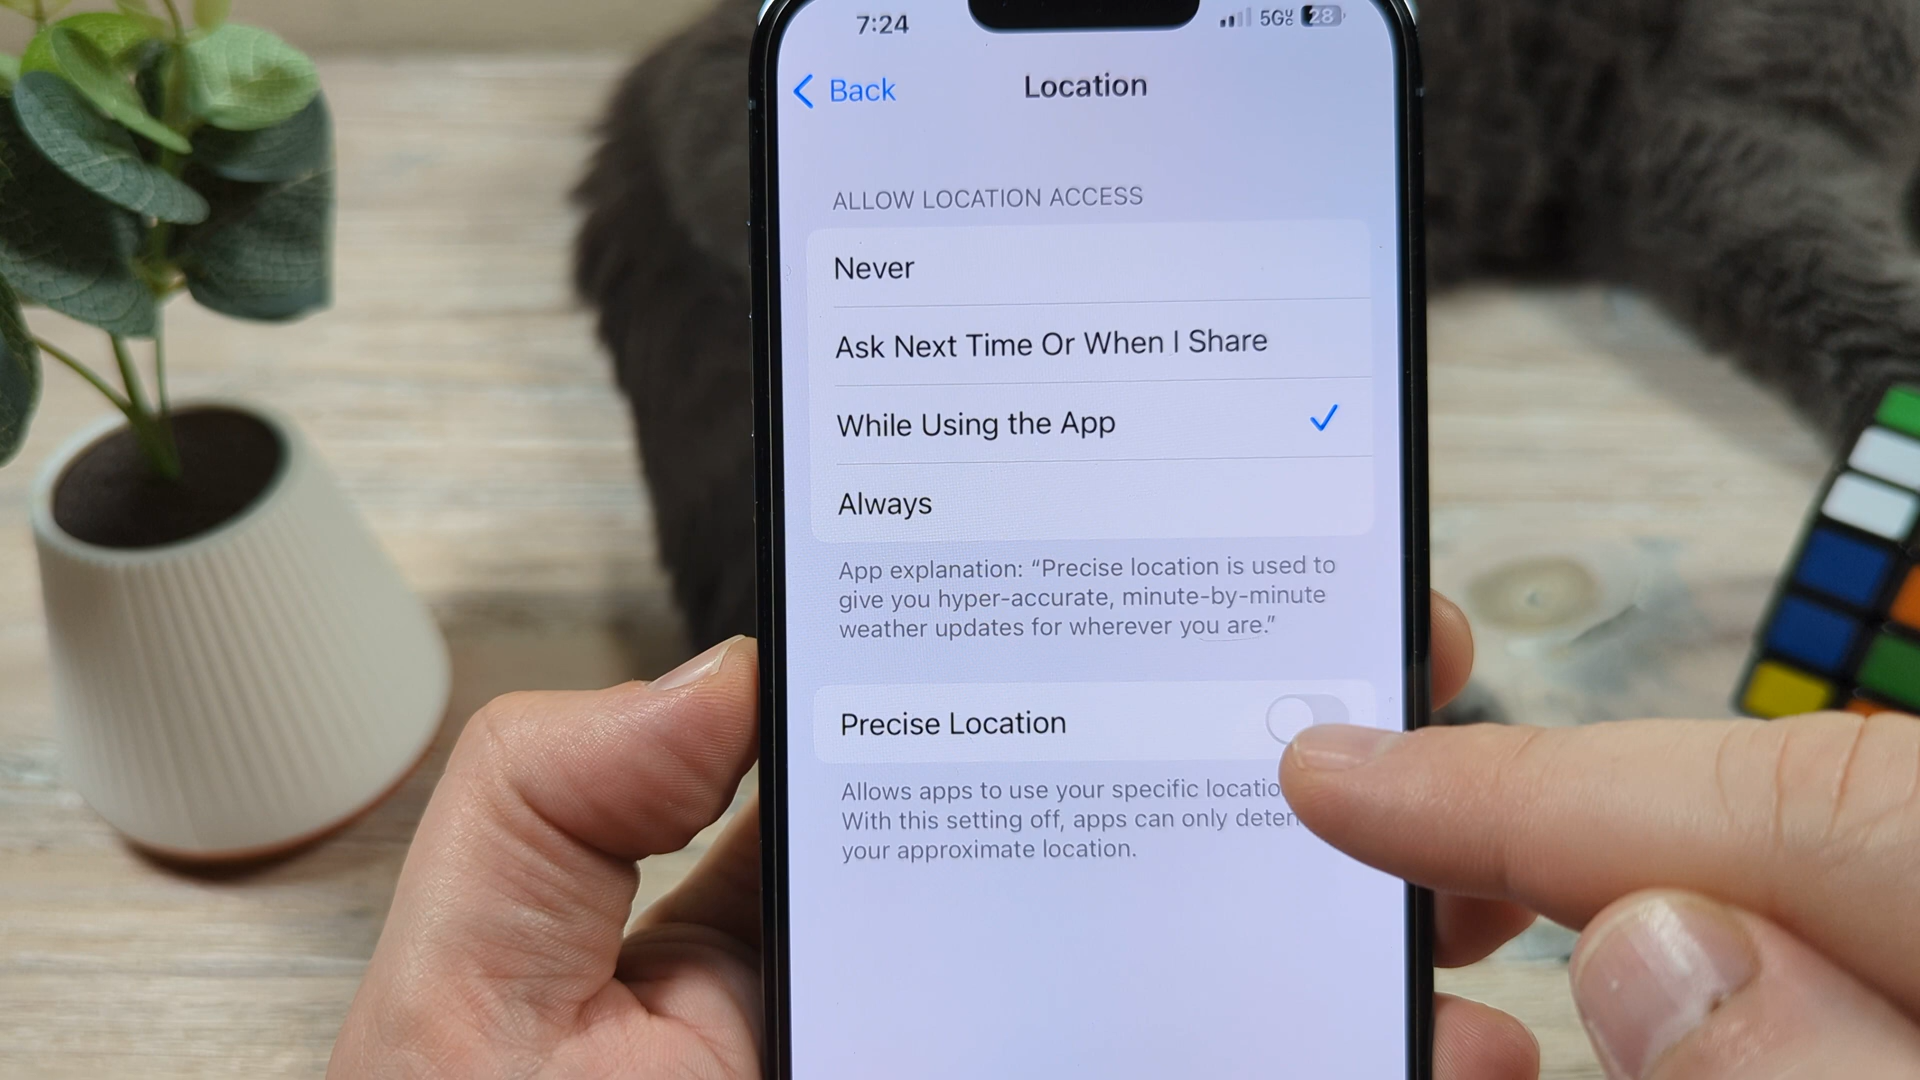 7:24 5G 28
Back Location
ALLOW LOCATION ACCESS
Never
Ask Next Time Or When I Share
While Using the App
Always
App explanation: “Precise location is used to
give you hyper-accurate, minute-by-minute
weather updates for wherever you are.”
Precise Location
Allows apps to use your specific locatio
With this setting off, apps can only deter
your approximate location.